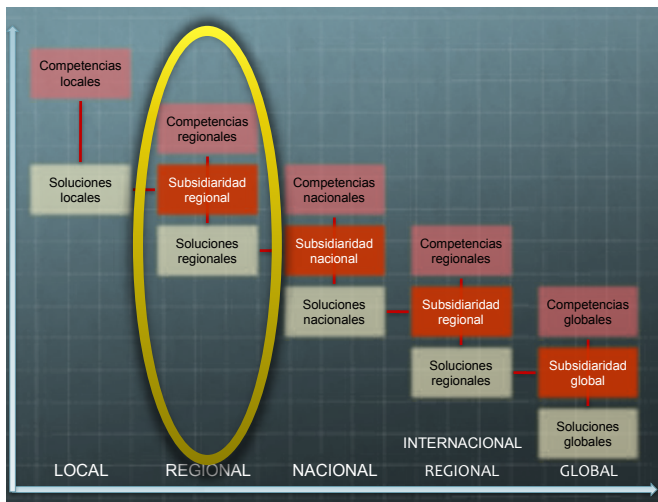 Competencias
locales
Soluciones
locales
Competencias
regionales
Subsidiaridad
regional
Soluciones
regionales
Competencias
nacionales
Subsidiaridad
nacional
Soluciones
nacionales
Competencias
regionales
Subsidiaridad
regional
Soluciones
regionales
Competencias
globales
Subsidiaridad
global
Soluciones
globales
INTERNACIONAL
LOCAL REGIONAL NACIONAL REGIONAL GLOBAL